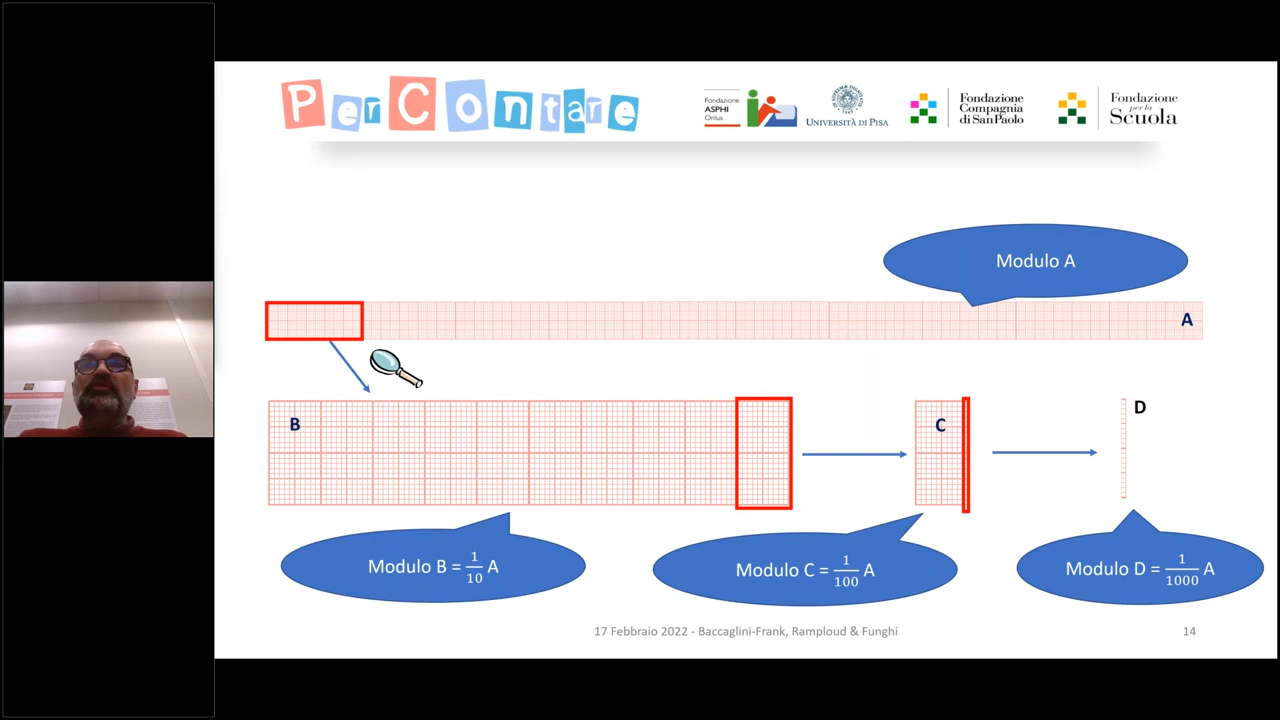 PerContare
Fondazione
ASPHI
Onlus
UNIVERSITÀ DI PISA
Fondazione
Compagnia
di San Paolo
Fondazione
per la
Scuola
Modulo A
A
B
C
D
Modulo B = 1/10 A
Modulo C = 1/100 A
Modulo D = 1/1000 A
17 Febbraio 2022 - Baccaglini-Frank, Ramploud & Funghi
14